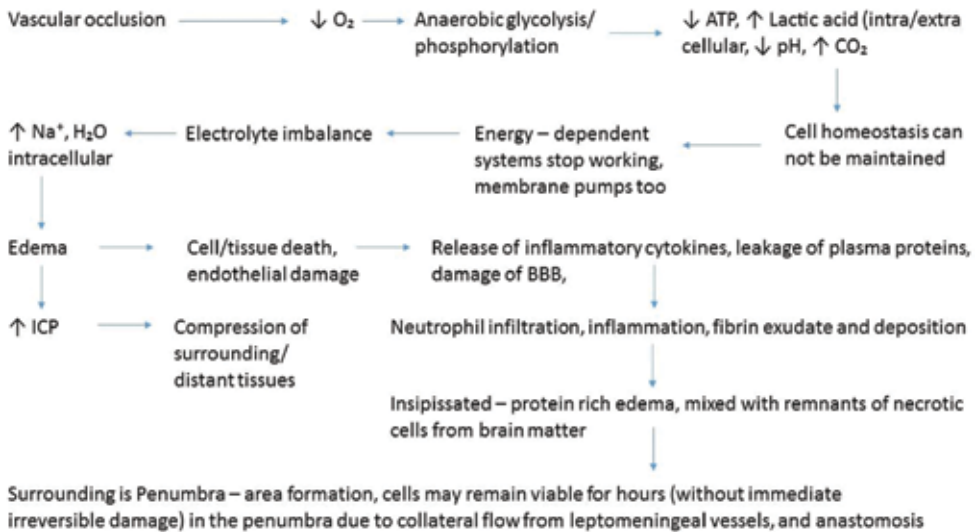 Vascular occlusion → ↓ O₂ → Anaerobic glycolysis/ → ↓ ATP, ↑ Lactic acid (intra/extra
phosphorylation cellular, ↓ pH, ↑ CO₂
↑ Na⁺, H₂O ← Electrolyte imbalance ← Energy – dependent ← Cell homeostasis can
intracellular systems stop working, not be maintained
membrane pumps too
Edema → Cell/tissue death, → Release of inflammatory cytokines, leakage of plasma proteins,
endothelial damage damage of BBB,
↑ ICP → Compression of Neutrophil infiltration, inflammation, fibrin exudate and deposition
surrounding/
distant tissues
Insipissated – protein rich edema, mixed with remnants of necrotic
cells from brain matter
Surrounding is Penumbra – area formation, cells may remain viable for hours (without immediate
irreversible damage) in the penumbra due to collateral flow from leptomeningeal vessels, and anastomosis